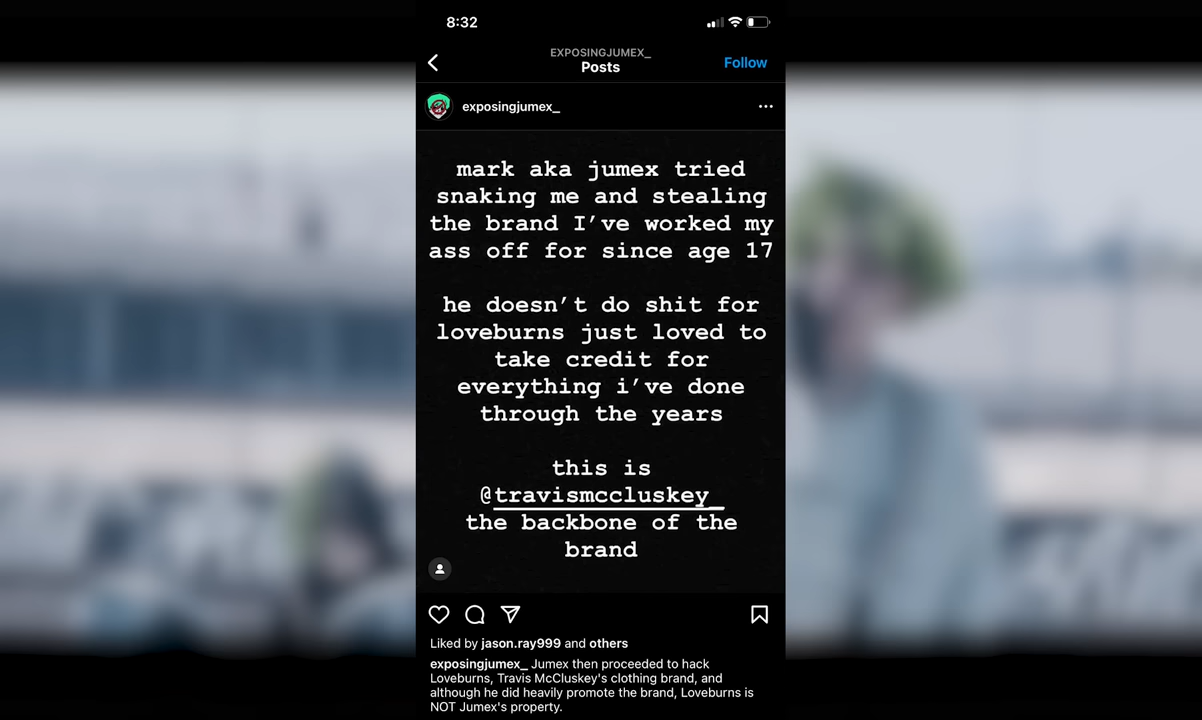 8:32
EXPOSINGJUMEX_
Posts
Follow
exposingjumex_
mark aka jumex tried
snaking me and stealing
the brand I've worked my
ass off for since age 17
he doesn't do shit for
loveburns just loved to
take credit for
everything i've done
through the years
this is
@travismccluskey_
the backbone of the
brand
Liked by jason.ray999 and others
exposingjumex_ Jumex then proceeded to hack
Loveburns, Travis McCluskey's clothing brand, and
although he did heavily promote the brand, Loveburns is
NOT Jumex's property.